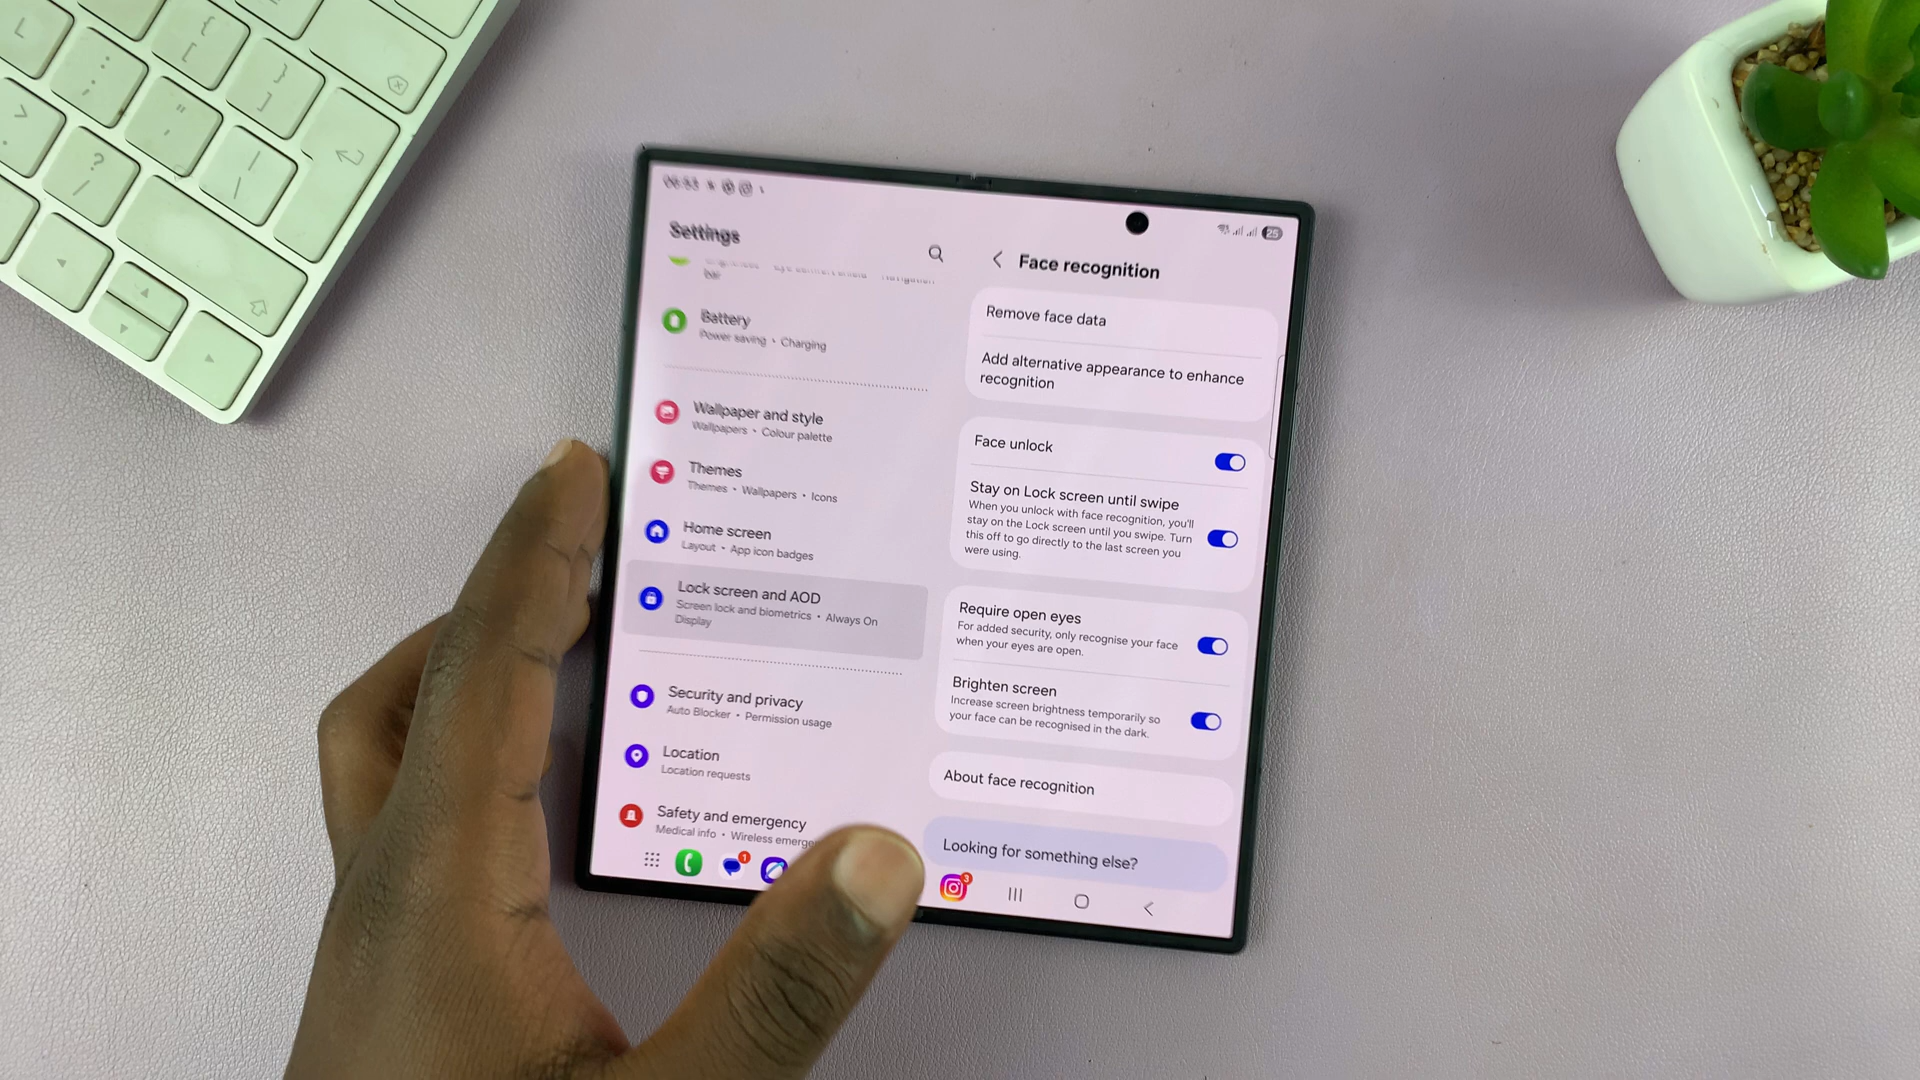 06:53
25
Settings
Face recognition
bar
Battery
Power saving • Charging
Wallpaper and style
Wallpapers • Colour palette
Themes
Themes • Wallpapers • Icons
Home screen
Layout • App icon badges
Lock screen and AOD
Screen lock and biometrics • Always On
Display
Security and privacy
Auto Blocker • Permission usage
Location
Location requests
Safety and emergency
Medical info • Wireless
1
Remove face data
Add alternative appearance to enhance
recognition
Face unlock
Stay on Lock screen until swipe
When you unlock with face recognition, you'll
stay on the Lock screen until you swipe. Turn
this off to go directly to the last screen you
were using.
Require open eyes
For added security, only recognise your face
when your eyes are open.
Brighten screen
Increase screen brightness temporarily so
your face can be recognised in the dark.
About face recognition
Looking for something else?
3
L
{
[
}
]
:
;
"
'
>
.
?
/
|
\